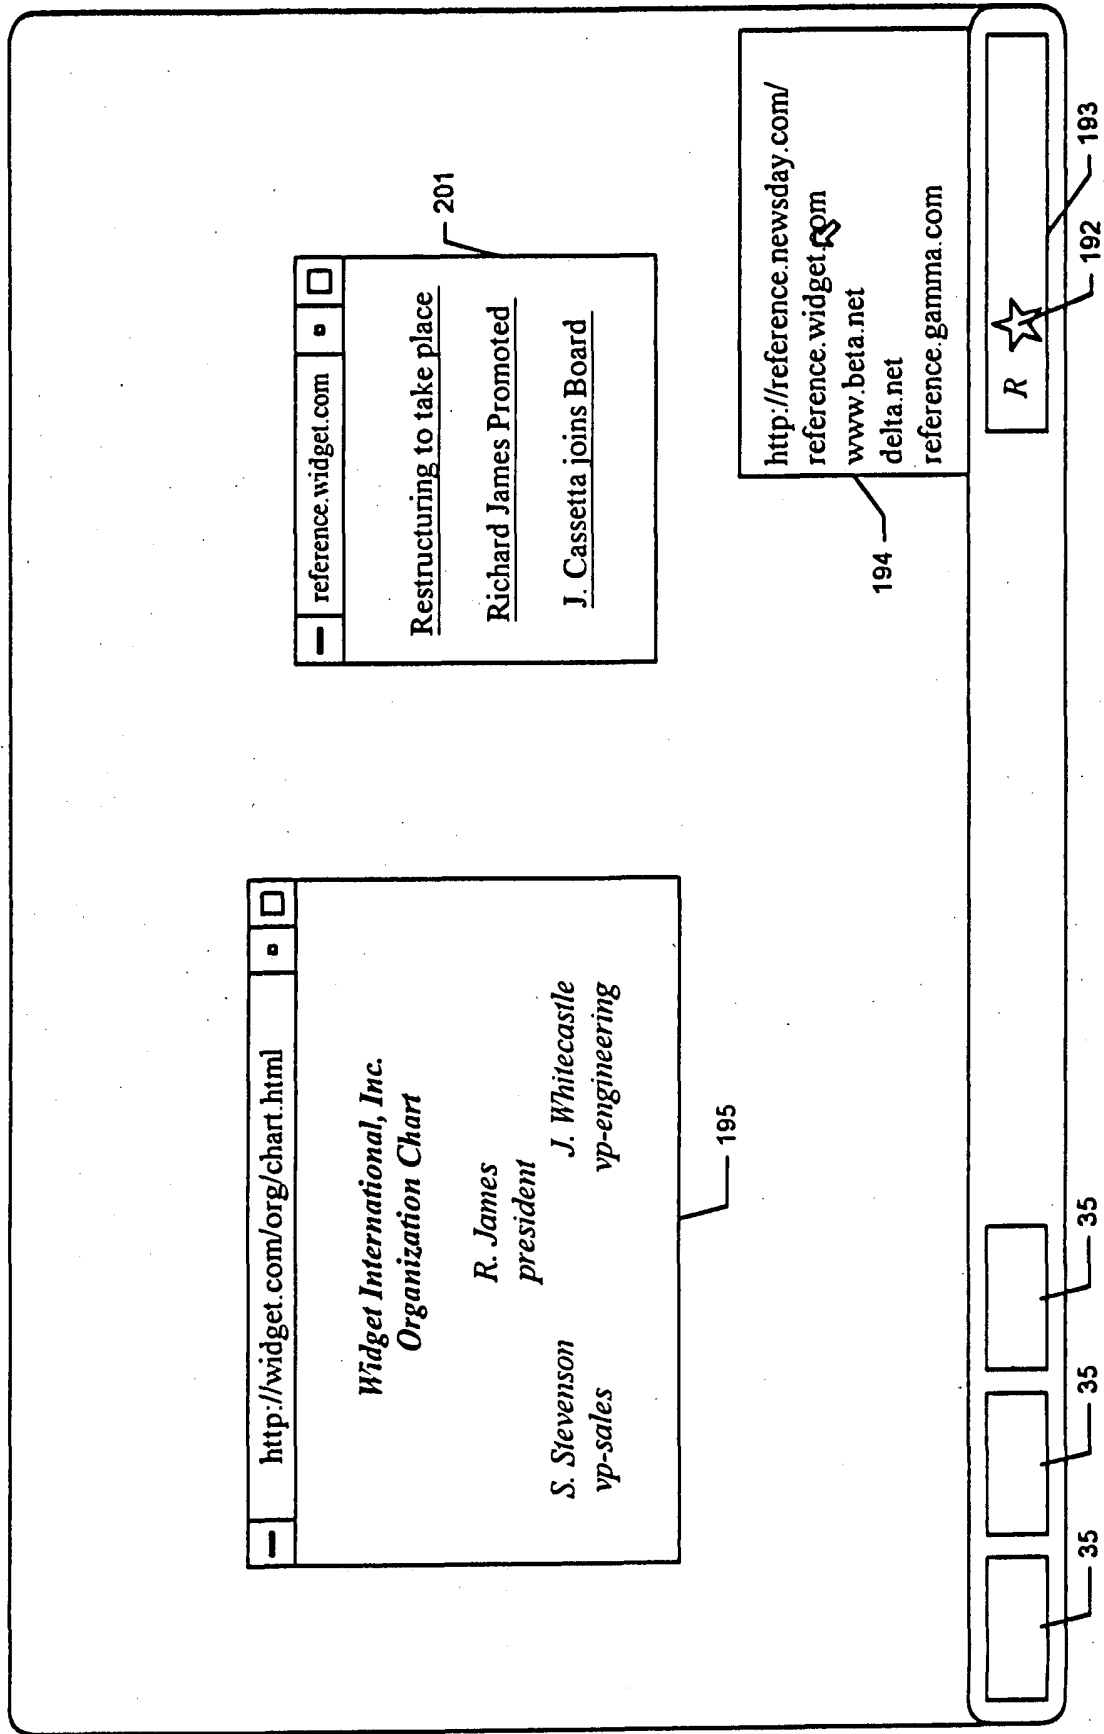 http://widget.com/org/chart.html
Widget International, Inc.
Organization Chart
R. James
president
S. Stevenson
vp-sales
J. Whitecastle
vp-engineering
195
reference.widget.com
Restructuring to take place
Richard James Promoted
J. Cassetta joins Board
201
http://reference.newsday.com/
reference.widget.com
www.beta.net
delta.net
reference.gamma.com
194
R
35
35
35
192
193